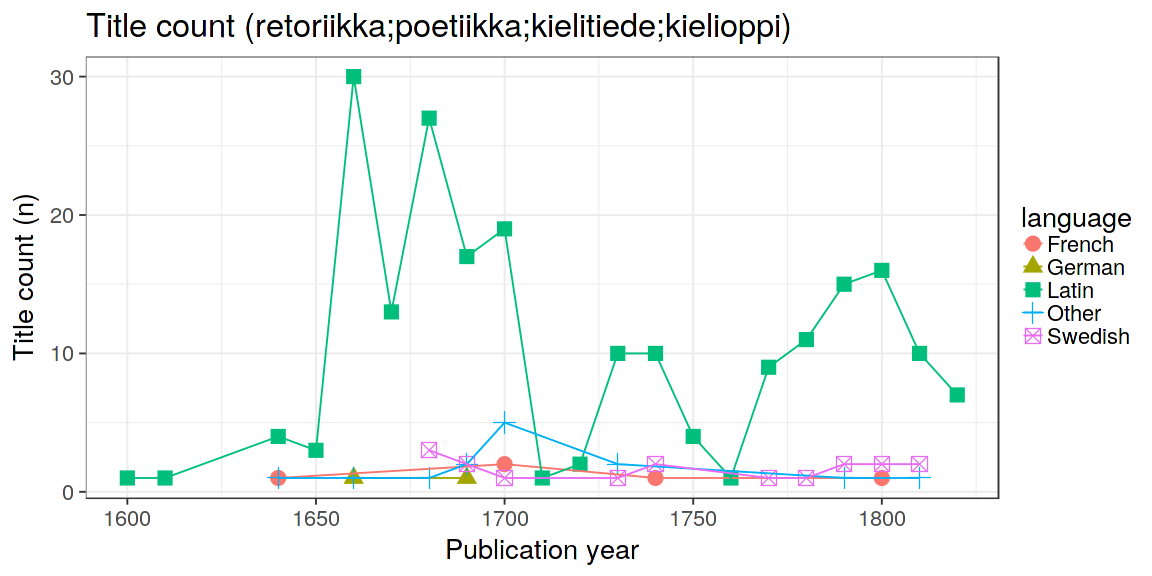 Title count (retoriikka;poetiikka;kielitiede;kielioppi)
Title count (n)
30
20
10
0
1600 1650 1700 1750 1800
Publication year
language
French
German
Latin
Other
Swedish